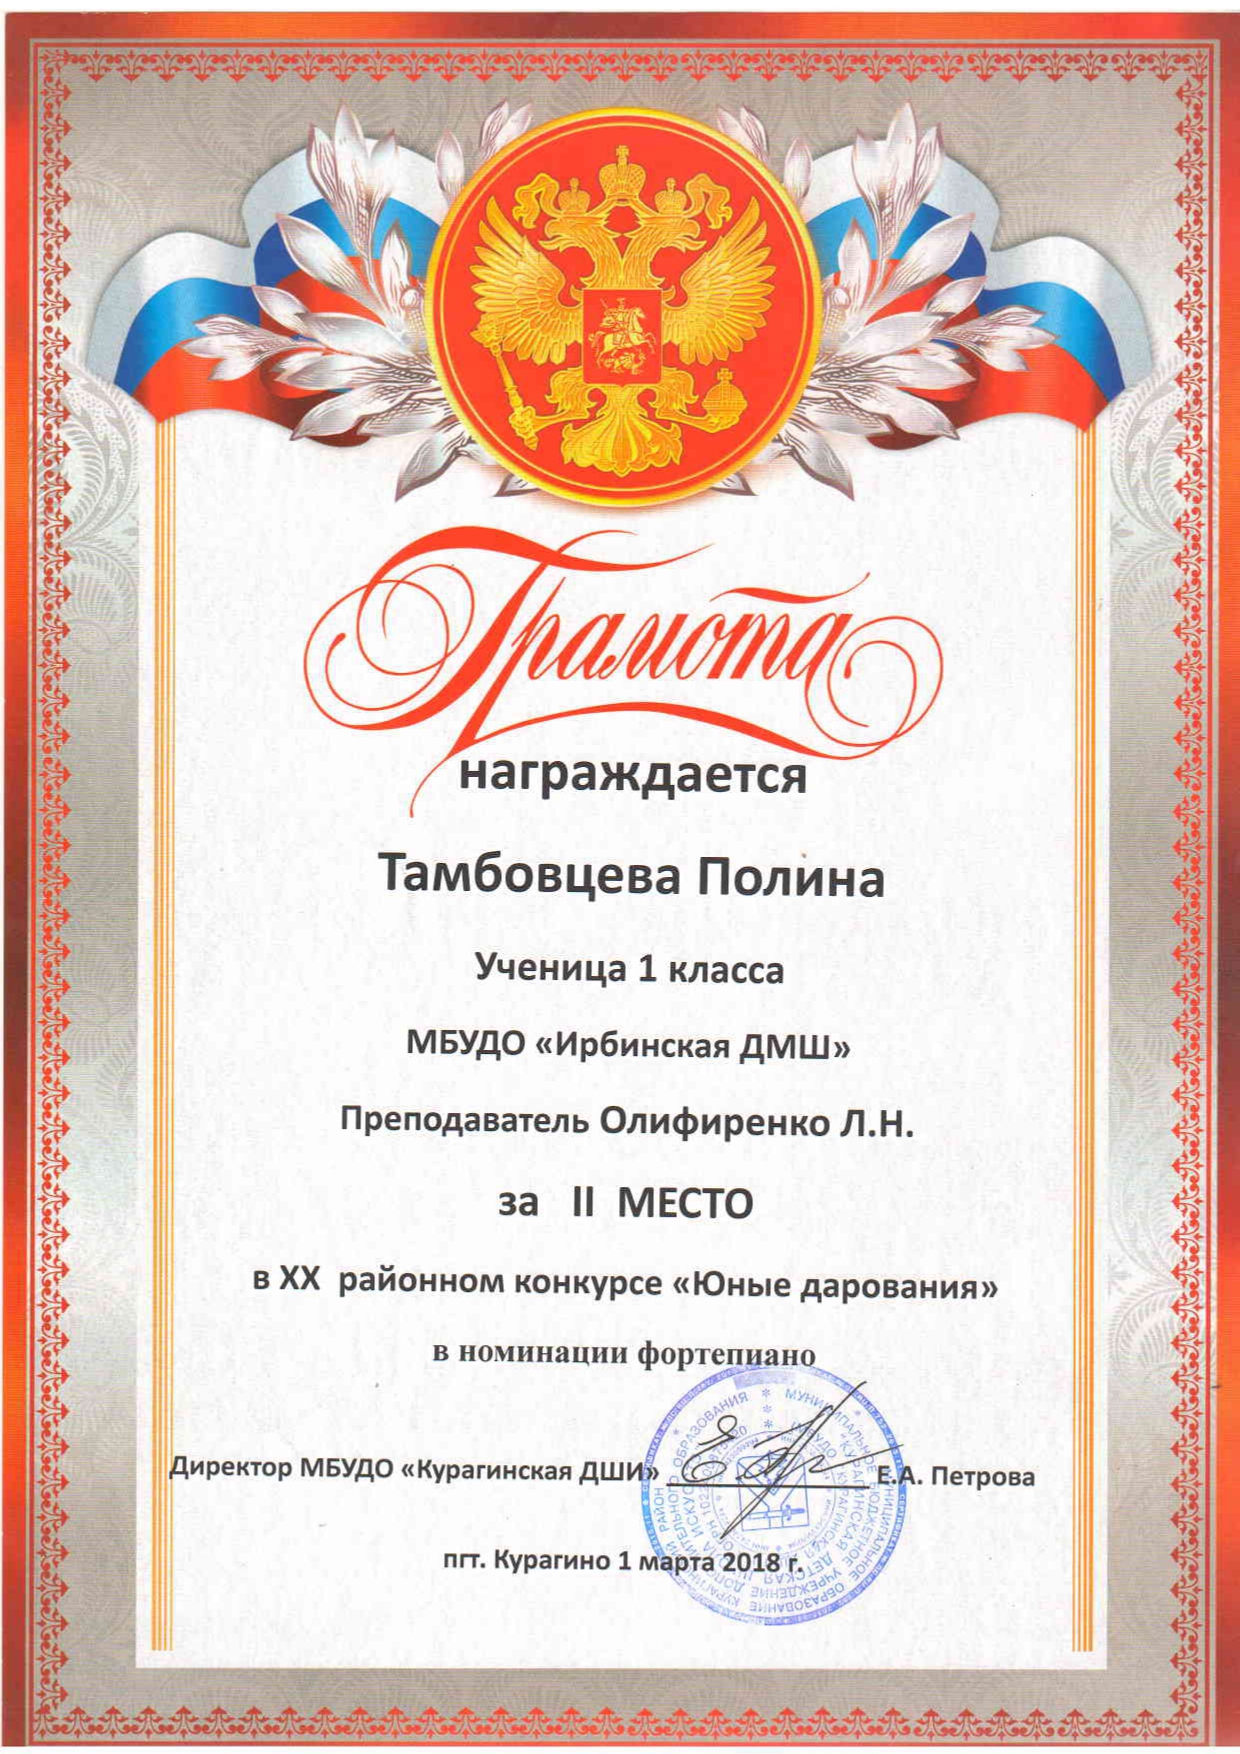 Грамота
награждается
Тамбовцева Полина
Ученица 1 класса
МБУДО «Ирбинская ДМШ»
Преподаватель Олифиренко Л.Н.
за II МЕСТО
в XX районном конкурсе «Юные дарования»
в номинации фортепиано
Директор МБУДО «Курагинская ДШИ» Е.А. Петрова
пгт. Курагино 1 марта 2018 г.